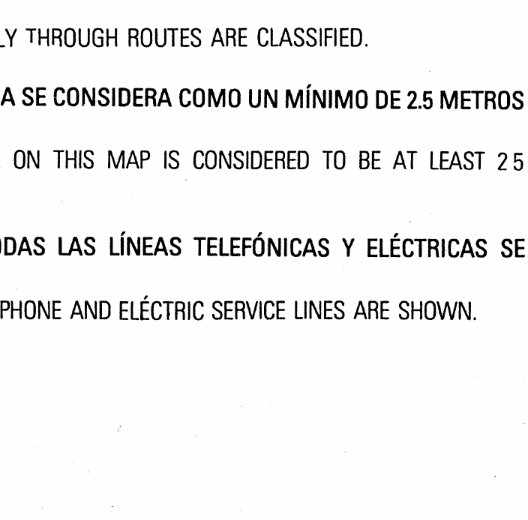 LY THROUGH ROUTES ARE CLASSIFIED.
A SE CONSIDERA COMO UN MÍNIMO DE 2.5 METROS
ON THIS MAP IS CONSIDERED TO BE AT LEAST 2 5
ODAS LAS LÍNEAS TELEFÓNICAS Y ELÉCTRICAS SE
PHONE AND ELÉCTRIC SERVICE LINES ARE SHOWN.